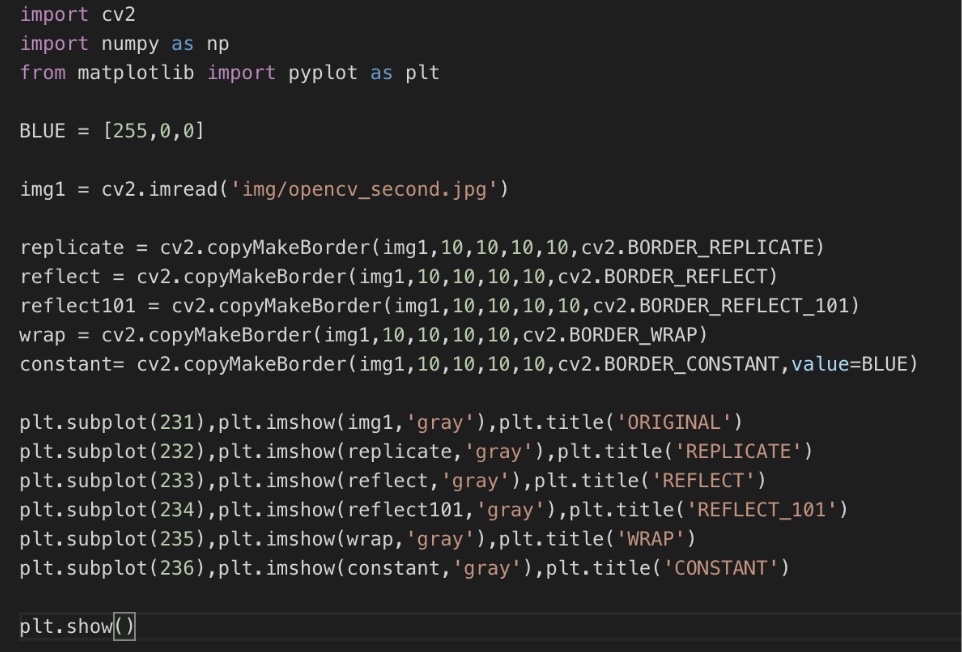 import cv2
import numpy as np
from matplotlib import pyplot as plt
BLUE = [255,0,0]
img1 = cv2.imread('img/opencv_second.jpg')
replicate = cv2.copyMakeBorder(img1,10,10,10,10,cv2.BORDER_REPLICATE)
reflect = cv2.copyMakeBorder(img1,10,10,10,10,cv2.BORDER_REFLECT)
reflect101 = cv2.copyMakeBorder(img1,10,10,10,10,cv2.BORDER_REFLECT_101)
wrap = cv2.copyMakeBorder(img1,10,10,10,10,cv2.BORDER_WRAP)
constant= cv2.copyMakeBorder(img1,10,10,10,10,cv2.BORDER_CONSTANT,value=BLUE)
plt.subplot(231),plt.imshow(img1,'gray'),plt.title('ORIGINAL')
plt.subplot(232),plt.imshow(replicate,'gray'),plt.title('REPLICATE')
plt.subplot(233),plt.imshow(reflect,'gray'),plt.title('REFLECT')
plt.subplot(234),plt.imshow(reflect101,'gray'),plt.title('REFLECT_101')
plt.subplot(235),plt.imshow(wrap,'gray'),plt.title('WRAP')
plt.subplot(236),plt.imshow(constant,'gray'),plt.title('CONSTANT')
plt.show()